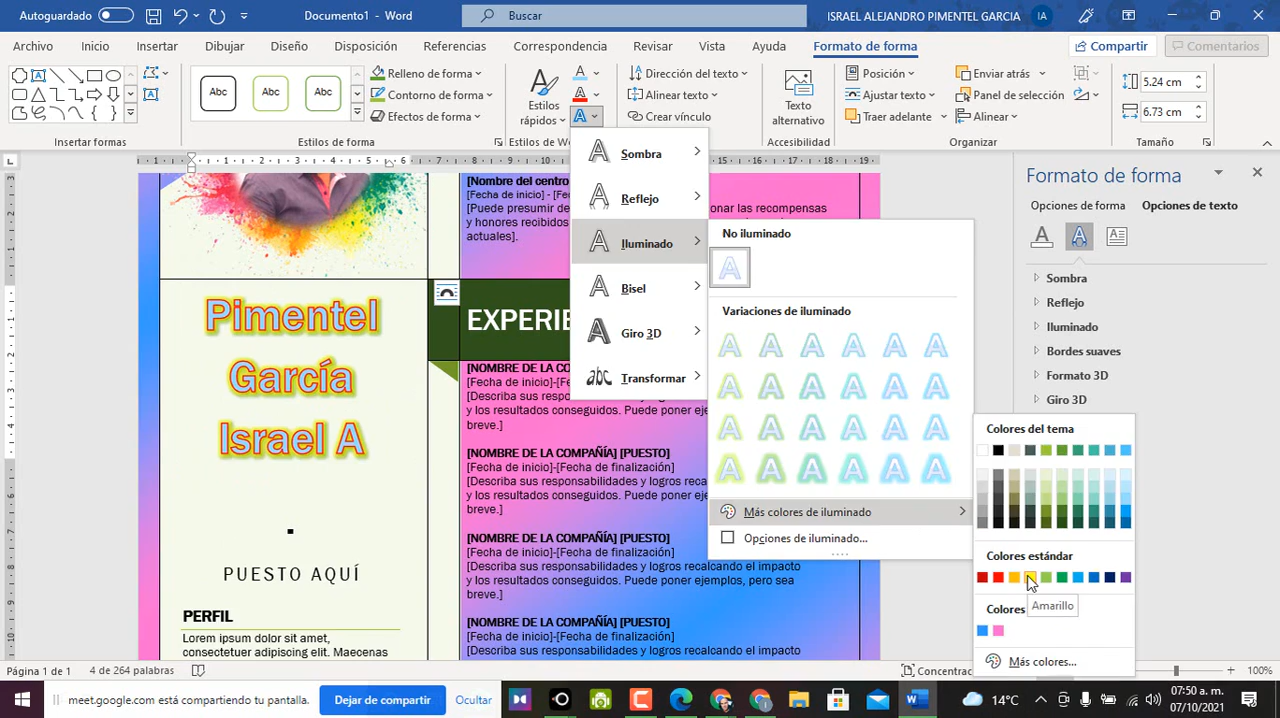 Autoguardado
Documento1 - Word
Buscar
ISRAEL ALEJANDRO PIMENTEL GARCIA
IA
Archivo Inicio Insertar Dibujar Diseño Disposición Referencias Correspondencia Revisar Vista Ayuda Formato de forma
Compartir
Comentarios
Abc Abc Abc
Relleno de forma
Contorno de forma
Efectos de forma
Estilos rápidos
Dirección del texto
Alinear texto
Crear vínculo
Texto alternativo
Posición
Ajustar texto
Traer adelante
Enviar atrás
Panel de selección
Alinear
5.24 cm
6.73 cm
Insertar formas
Estilos de forma
Estilos de W
Accesibilidad
Organizar
Tamaño
Sombra
Reflejo
Iluminado
Bisel
Giro 3D
Transformar
No iluminado
Variaciones de iluminado
Más colores de iluminado
Opciones de iluminado...
Colores del tema
Colores estándar
Amarillo
Colores
Más colores...
Formato de forma
Opciones de forma
Opciones de texto
Sombra
Reflejo
Iluminado
Bordes suaves
Formato 3D
Giro 3D
Pimentel
García
Israel A
PUESTO AQUÍ
PERFIL
Lorem ipsum dolor sit amet,
consectetuer adipiscing elit. Maecenas
[Nombre del centro
[Fecha de inicio] - [Fe
[Puede presumir de
onar las recompensas
y honores recibidos
actuales].
EXPERIE
[NOMBRE DE LA CO
[Fecha de inicio]-[Fecha
[Describa sus responsa
y los resultados conseguidos. Puede poner ejem
breve.]
[NOMBRE DE LA COMPAÑÍA] [PUESTO]
[Fecha de inicio]-[Fecha de finalización]
[Describa sus responsabilidades y logros recalca
y los resultados conseguidos. Puede poner ejem
breve.]
[NOMBRE DE LA COMPAÑÍA] [PUESTO]
[Fecha de inicio]-[Fecha de finalización]
[Describa sus responsabilidades y logros recalcando el impacto
y los resultados conseguidos. Puede poner ejemplos, pero sea
breve.]
[NOMBRE DE LA COMPAÑÍA] [PUESTO]
[Fecha de inicio]-[Fecha de finalización]
[Describa sus responsabilidades y logros recalcando el impacto
Página 1 de 1
4 de 264 palabras
Concentrac
100%
meet.google.com está compartiendo tu pantalla.
Dejar de compartir
Ocultar
14°C
07:50 a. m.
07/10/2021